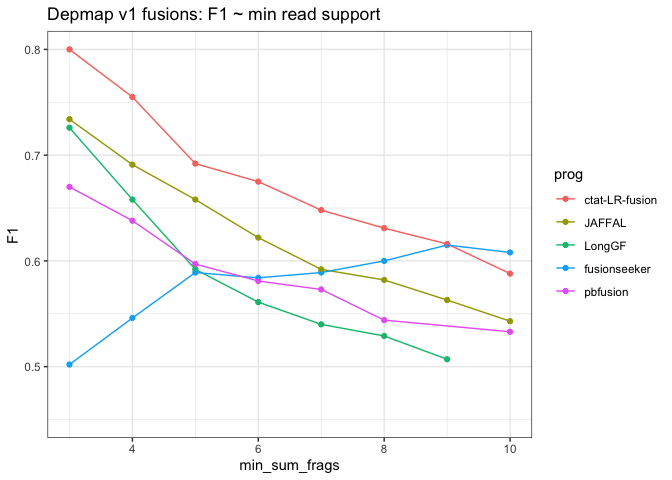 Depmap v1 fusions: F1 ~ min read support
0.8
0.7
0.6
0.5
F1
4
6
8
10
min_sum_frags
prog
ctat-LR-fusion
JAFFAL
LongGF
fusionseeker
pbfusion